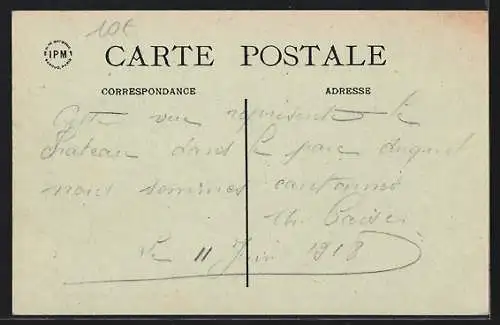 10€
IPM
CARTE POSTALE
CORRESPONDANCE
ADRESSE
Cette vue représente le
chateau dans le parc duquel
nous sommes cantonnés
Le 11 Juin 1918